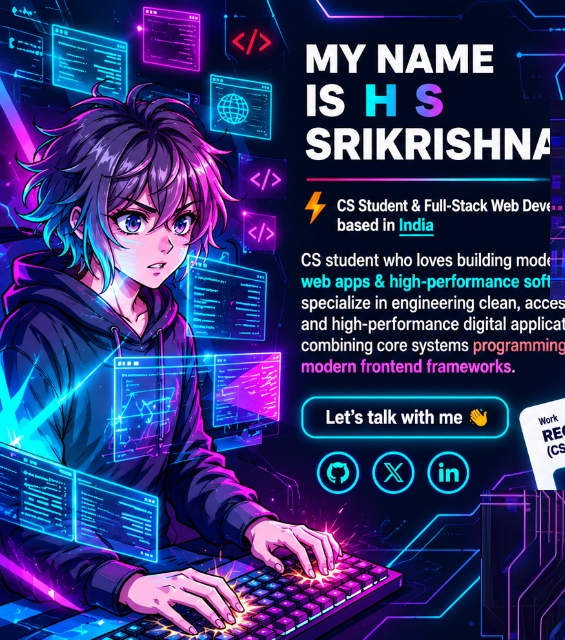 MY NAME
IS H S
SRIKRISHNA
⚡ CS Student & Full-Stack Web Deve
based in India
CS student who loves building mode
web apps & high-performance soft
specialize in engineering clean, acces
and high-performance digital applicat
combining core systems programming
modern frontend frameworks.
Let's talk with me 👋
in
Work
REC
(CS